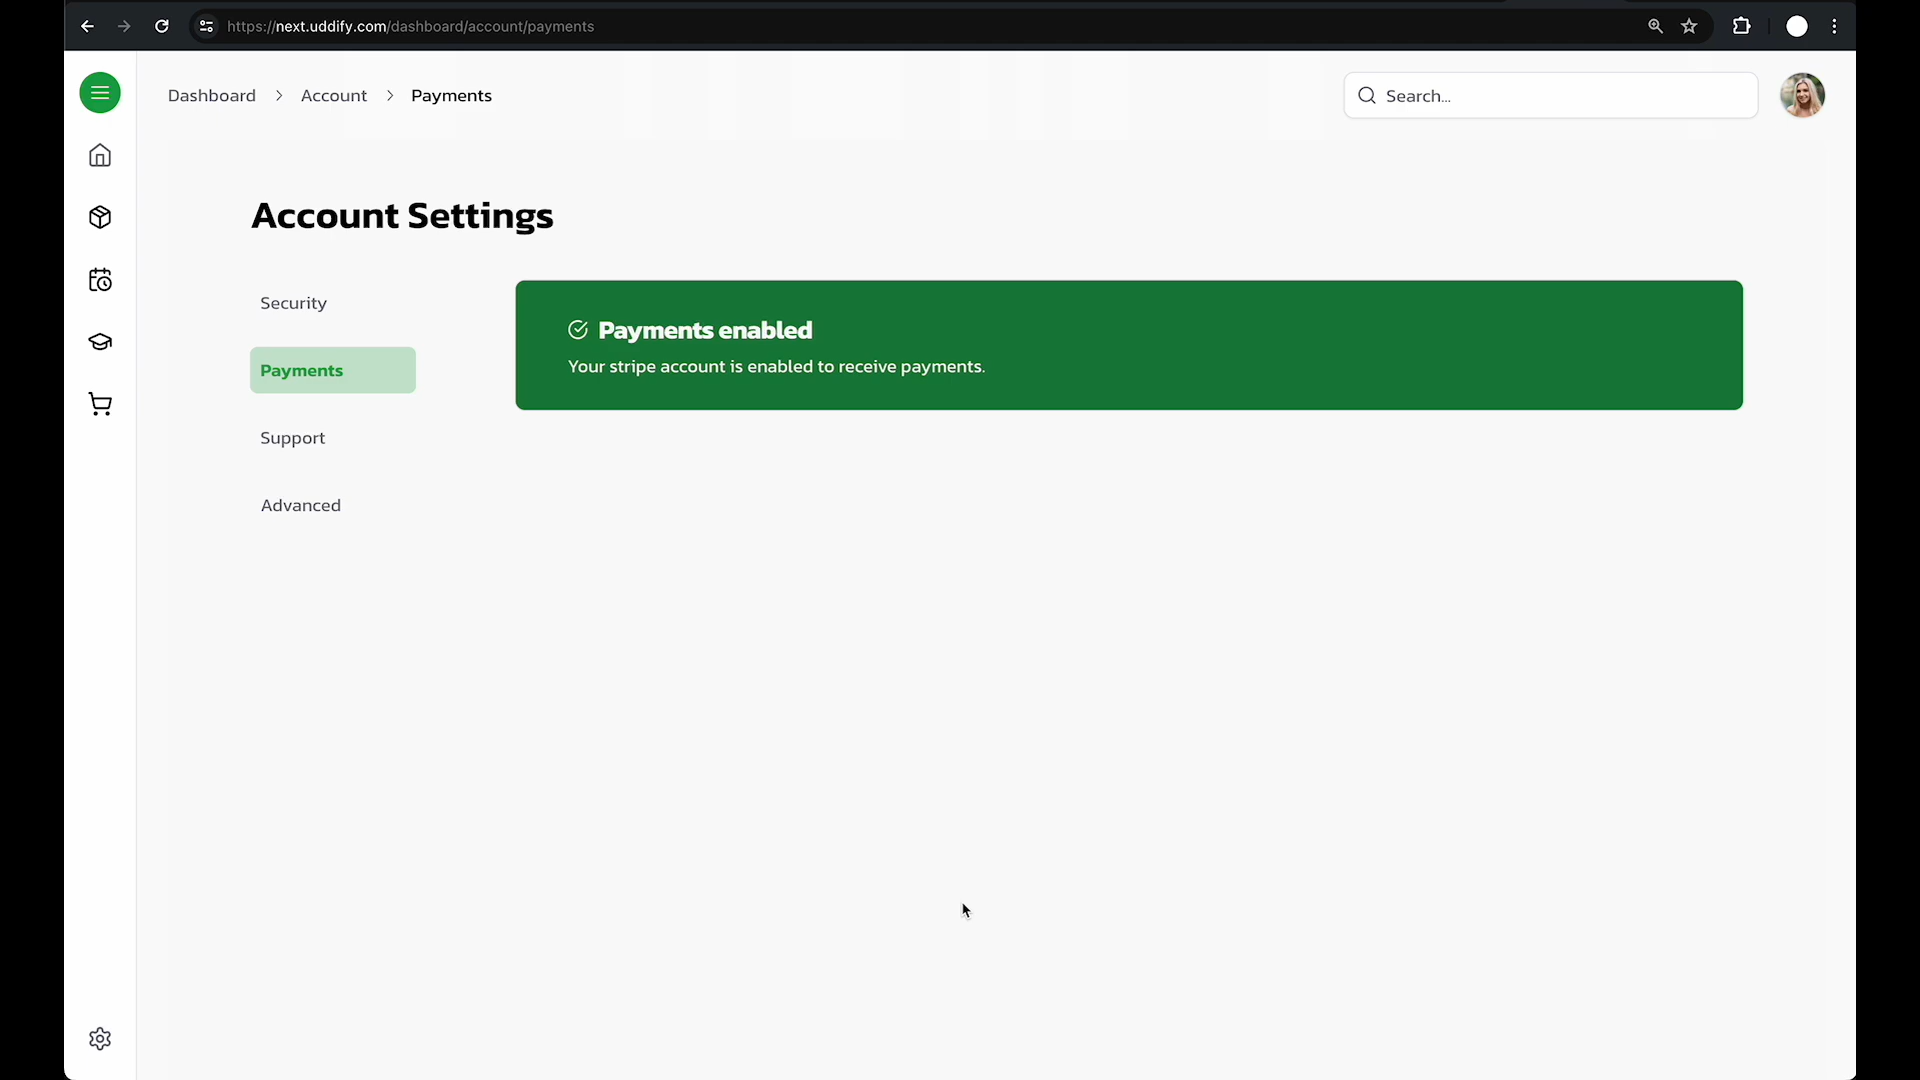 https://next.uddify.com/dashboard/account/payments
Dashboard > Account > Payments
Search...
Account Settings
Security
Payments
Support
Advanced
Payments enabled
Your stripe account is enabled to receive payments.